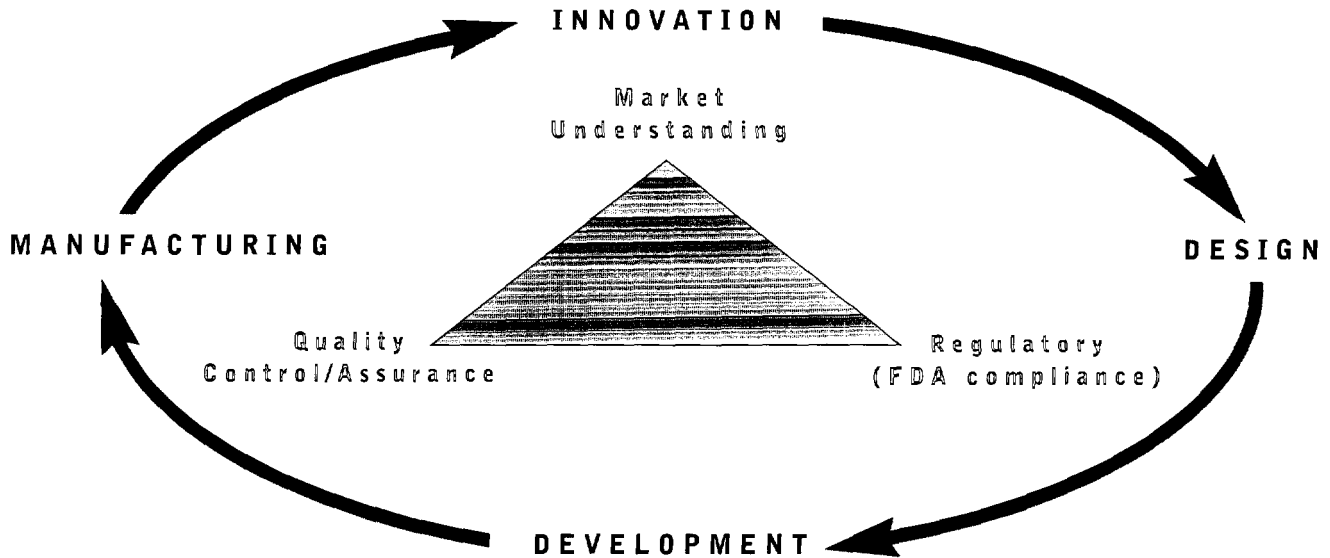 INNOVATION
Market
Understanding
MANUFACTURING
DESIGN
Quality
Control/Assurance
Regulatory
(FDA compliance)
DEVELOPMENT